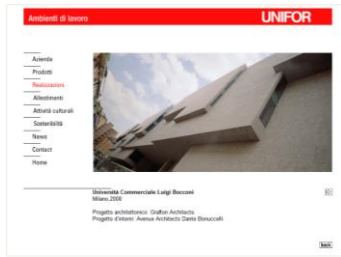 Ambienti di lavoro
UNIFOR
Azienda
Prodotti
Realizzazioni
Allestimenti
Attività culturali
Sostenibilità
News
Contact
Home
Università Commerciale Luigi Bocconi
Milano, 2008
Progetto architettonico: Grafton Architects
Progetto d'interni: Avenue Architects Dante Bonuccelli
back